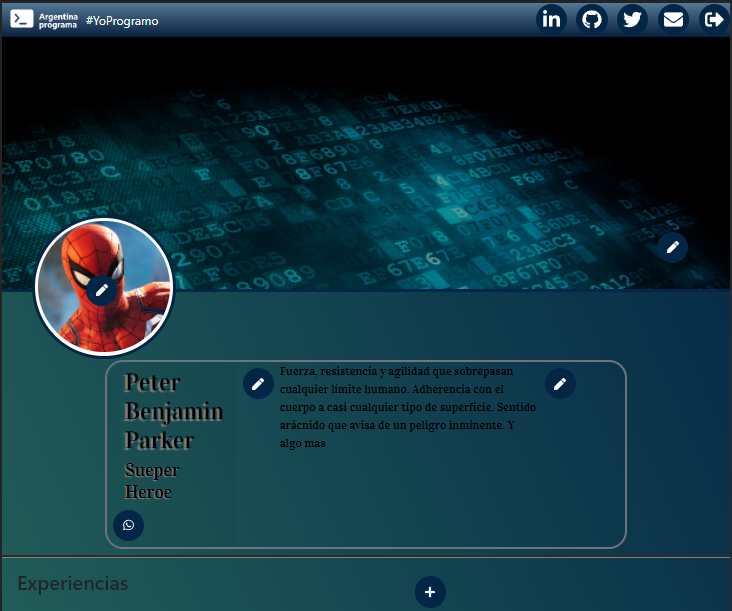 Argentina
programa
#YoProgramo
Peter
Benjamin
Parker
Sueper
Heroe
Fuerza, resistencia y agilidad que sobrepasan
cualquier límite humano. Adherencia con el
cuerpo a casi cualquier tipo de superficie. Sentido
arácnido que avisa de un peligro inminente. Y
algo mas
Experiencias